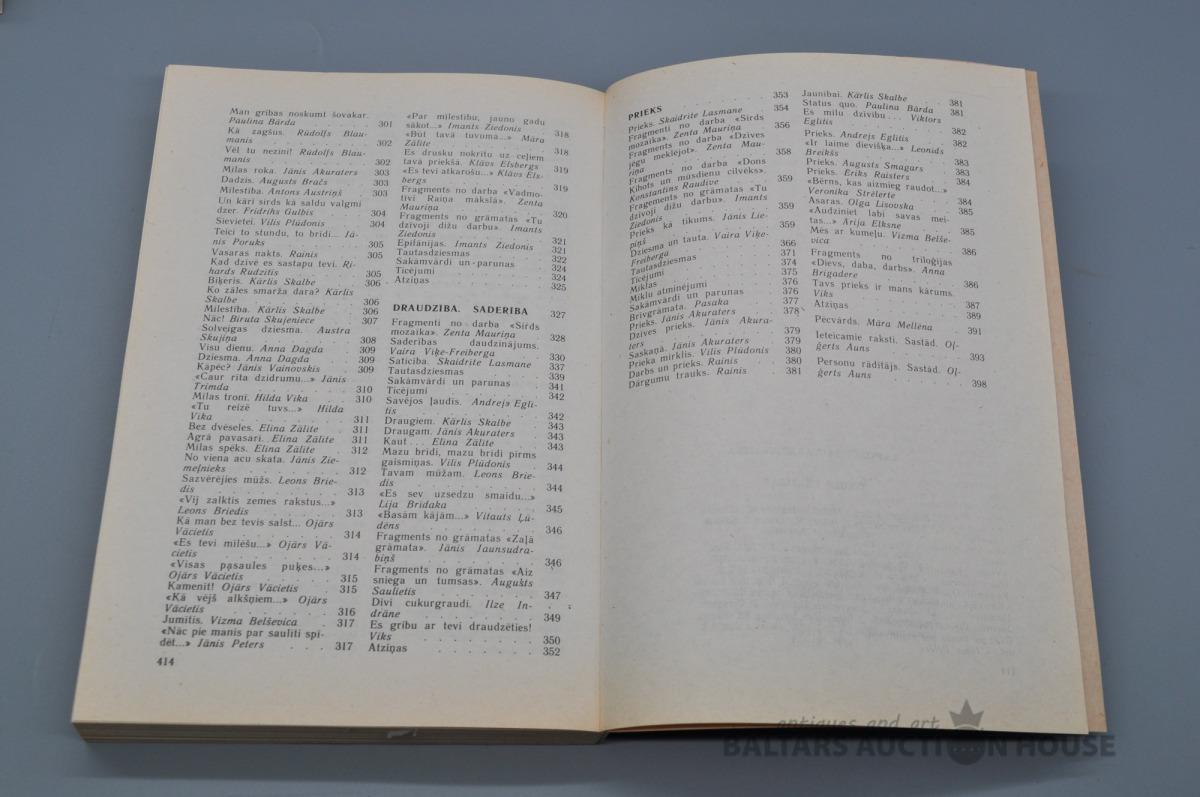 Man gribas noskumt šovakar.
Paulina Bārda . . . . . 301
Kā zagšus. Rūdolfs Blau-
manis . . . . . 302
Vēl tu nezini! Rūdolfs Blau-
manis . . . . . 302
Mīlas roka. Jānis Akuraters 303
Dadzis. Augusts Bračs . 303
Mīlestība. Antons Austriņš . 303
Un kāri sirds kā saldu valgmi
dzer. Fridrihs Gulbis . 304
Sievietei. Vilis Plūdonis . 304
Teici to stundu, to brīdi... Jā-
nis Poruks . . . . . 305
Vasaras nakts. Rainis . 305
Kad dzīvē es sastapu tevi. Ri-
hards Rudzītis . . . . . 305
Biķeris. Kārlis Skalbe . 306
Ko zāles smarža dara? Kārlis
Skalbe . . . . . 306
Mīlestība. Kārlis Skalbe . 306
Nāc! Biruta Skujeniece . 307
Solveigas dziesma. Austra
Skujiņa . . . . . 308
Visu dienu. Anna Dagda . 309
Dziesma. Anna Dagda . 309
Kāpēc? Jānis Vainovskis . 309
«Caur rīta dzidrumu...» Jānis
Trimda . . . . . 310
Mīlas tronī. Hilda Vīka . 310
«Tu reizē tuvs...» Hilda
Vīka . . . . . 311
Bez dvēseles. Elīna Zālīte . 311
Agrā pavasarī. Elīna Zālīte . 311
Mīlas spēks. Elīna Zālīte . 312
No viena acu skata. Jānis Zie-
meļnieks . . . . . 312
Sazvērējies mūžs. Leons Brie-
dis . . . . . 313
«Vij zalktis zemes rakstus...»
Leons Briedis . . . . . 313
Kā man bez tevis salst... Ojārs
Vācietis . . . . . 314
«Es tevi mīlēšu...» Ojārs Vā-
cietis . . . . . 314
«Visas pasaules puķes...»
Ojārs Vācietis . . . . . 315
Kamenīt! Ojārs Vācietis . 315
«Kā vējš alkšņiem...» Ojārs
Vācietis . . . . . 316
Jumītis. Vizma Belševica . 317
«Nāc pie manis par saulīti spī-
dēt...» Jānis Peters . . . 317
414
«Par mīlestību, jauno gadu
sākot...» Imants Ziedonis . 318
«Būt tavā tuvumā...» Māra
Zālīte . . . . . 318
Es drusku nokritu uz ceļiem
tavā priekšā. Klāvs Elsbergs . 319
«Es tevi atkarošu...» Klāvs Els-
bergs . . . . . 319
Fragments no darba «Vadmo-
tīvi Raiņa mākslā». Zenta
Mauriņa . . . . . 320
Fragments no grāmatas «Tu
dzīvoji dižu darbu». Imants
Ziedonis . . . . . 321
Epilānijas. Imants Ziedonis . 321
Tautasdziesmas . . . . . 322
Sakāmvārdi un parunas . 324
Ticējumi . . . . . 324
Atziņas . . . . . 325
DRAUDZĪBA. SADERĪBA 327
Fragmenti no darba «Sirds
mozaīka». Zenta Mauriņa . 328
Saderības daudzinājums.
Vaira Vīķe-Freiberga . 330
Saticība. Skaidrīte Lasmane . 337
Tautasdziesmas . . . . . 339
Sakāmvārdi un parunas . 341
Ticējumi . . . . . 342
Savējos ļaudīs. Andrejs Eglī-
tis . . . . . 342
Draugiem. Kārlis Skalbe . 343
Draugam. Jānis Akuraters . 343
Kaut... Elīna Zālīte . 343
Mazu brīdi, mazu brīdi pirms
gaismiņas. Vilis Plūdonis . 344
Tavam mūžam. Leons Brie-
dis . . . . . 344
«Es sev uzsedzu smaidu...»
Lija Brīdaka . . . . . 345
«Basām kājām...» Vitauts Ļū-
dēns . . . . . 346
Fragments no grāmatas «Zaļā
grāmata». Jānis Jaunsudra-
biņš . . . . . 346
Fragments no grāmatas «Aiz
sniega un tumsas». Augusts
Saulietis . . . . . 347
Divi cukurgraudi. Ilze In-
drāne . . . . . 349
Es gribu ar tevi draudzēties!
Viks . . . . . 350
Atziņas . . . . . 352
PRIEKS . . . . . 353
Prieks. Skaidrīte Lasmane . 354
Fragmenti no darba «Sirds
mozaīka». Zenta Mauriņa . 356
Fragments no darba «Dzīves
jēgu meklējot». Zenta Mau-
riņa . . . . . 358
Fragments no darba «Dons
Kihots un mūsdienu cilvēks».
Konstantīns Raudive . 359
Fragements no grāmatas «Tu
dzīvoji dižu darbu». Imants
Ziedonis . . . . . 359
Prieks kā tikums. Jānis Lie-
piņš . . . . . 359
Dziesma un tauta. Vaira Vīķe-
Freiberga . . . . . 366
Tautasdziesmas . . . . . 371
Ticējumi . . . . . 374
Mīklas . . . . . 375
Mīklu atminējumi . . . . . 376
Sakāmvārdi un parunas . 376
Brīvgrāmata. Pasaka . 377
Prieks. Jānis Akuraters . 378
Dzīves prieks. Jānis Akura-
ters . . . . . 379
Saskaņā. Jānis Akuraters . 379
Prieka mirklis. Vilis Plūdonis . 380
Darbs un prieks. Rainis . 380
Dārgumu trauks. Rainis . 381
Jaunībai. Kārlis Skalbe . 381
Status quo. Paulīna Bārda . 381
Es mīlu dzīvību... Viktors
Eglītis . . . . . 382
Prieks. Andrejs Eglītis . 382
«Ir laime dievišķa...» Leonīds
Breikšs . . . . . 383
Prieks. Augusts Smagars . 383
Prieks. Ēriks Raisters . 384
«Bērns, kas aizmieg raudot...»
Veronika Strēlerte . 384
Asaras. Olga Lisovska . 385
«Audziniet labi savas mei-
tas...» Ārija Elksne . 385
Mēs ar kumeļu. Vizma Belše-
vica . . . . . 386
Fragments no triloģijas
«Dievs, daba, darbs». Anna
Brigadere . . . . . 386
Tavs prieks ir mans kārums.
Viks . . . . . 387
Atziņas . . . . . 389
Pēcvārds. Māra Mellēna . 391
Ieteicamie raksti. Sastād. Oļ-
ģerts Auns . . . . . 393
Personu rādītājs. Sastād. Oļ-
ģerts Auns . . . . . 398
antiques and art
BALTARS AUCTION HOUSE